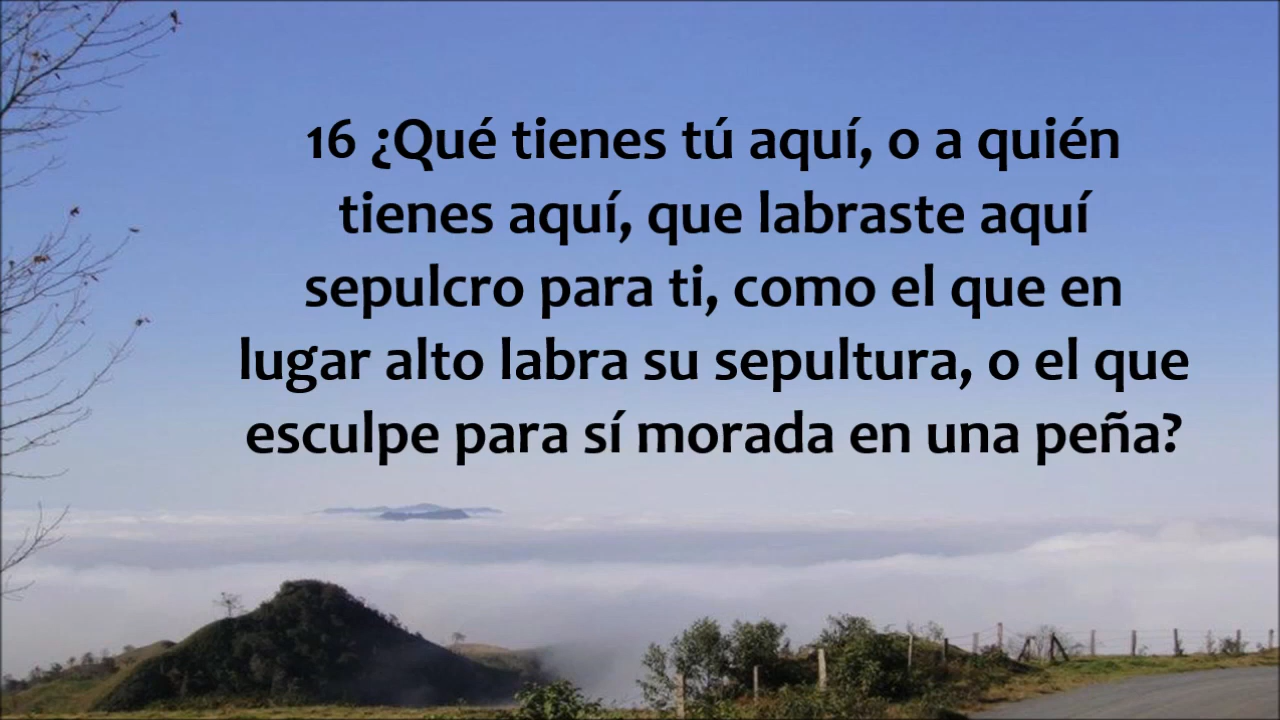 16 ¿Qué tienes tú aquí, o a quién
tienes aquí, que labraste aquí
sepulcro para ti, como el que en
lugar alto labra su sepultura, o el que
esculpe para sí morada en una peña?